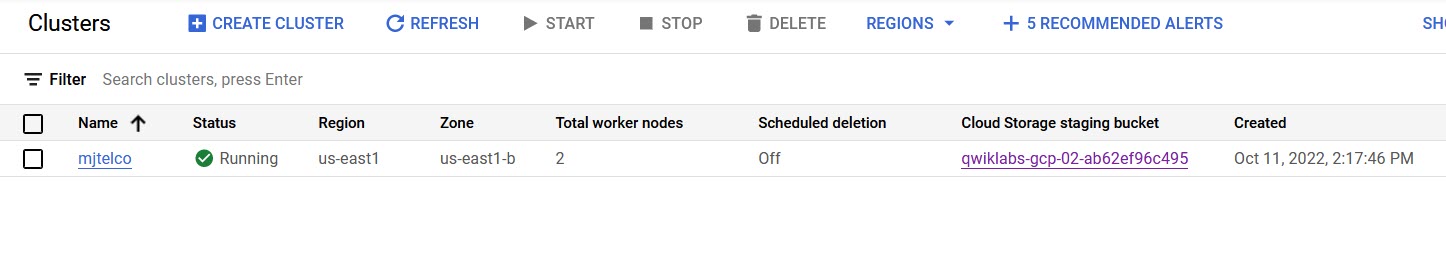 Clusters CREATE CLUSTER REFRESH START STOP DELETE REGIONS 5 RECOMMENDED ALERTS
Filter Search clusters, press Enter
Name Status Region Zone Total worker nodes Scheduled deletion Cloud Storage staging bucket Created
mjtelco Running us-east1 us-east1-b 2 Off qwiklabs-gcp-02-ab62ef96c495 Oct 11, 2022, 2:17:46 PM